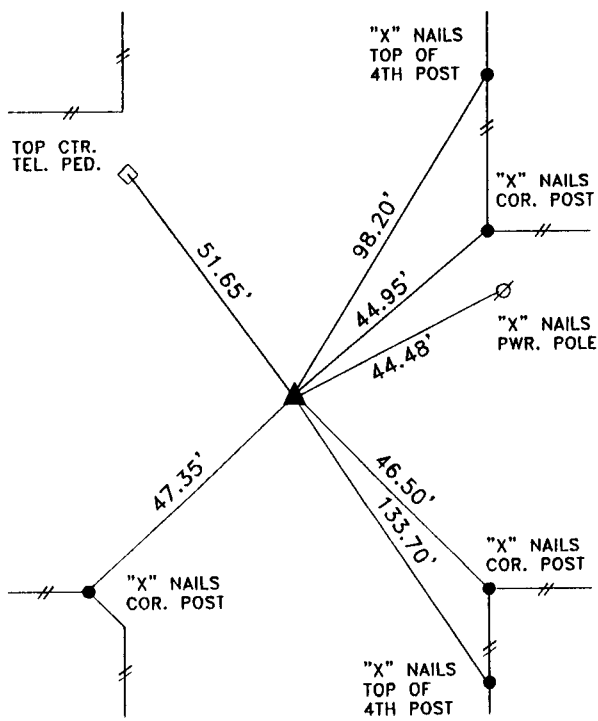 "X" NAILS
TOP OF
4TH POST
TOP CTR.
TEL. PED.
"X" NAILS
COR. POST
98.20'
51.65'
44.95'
"X" NAILS
PWR. POLE
44.48'
47.35'
46.50'
133.70'
"X" NAILS
COR. POST
"X" NAILS
COR. POST
"X" NAILS
TOP OF
4TH POST